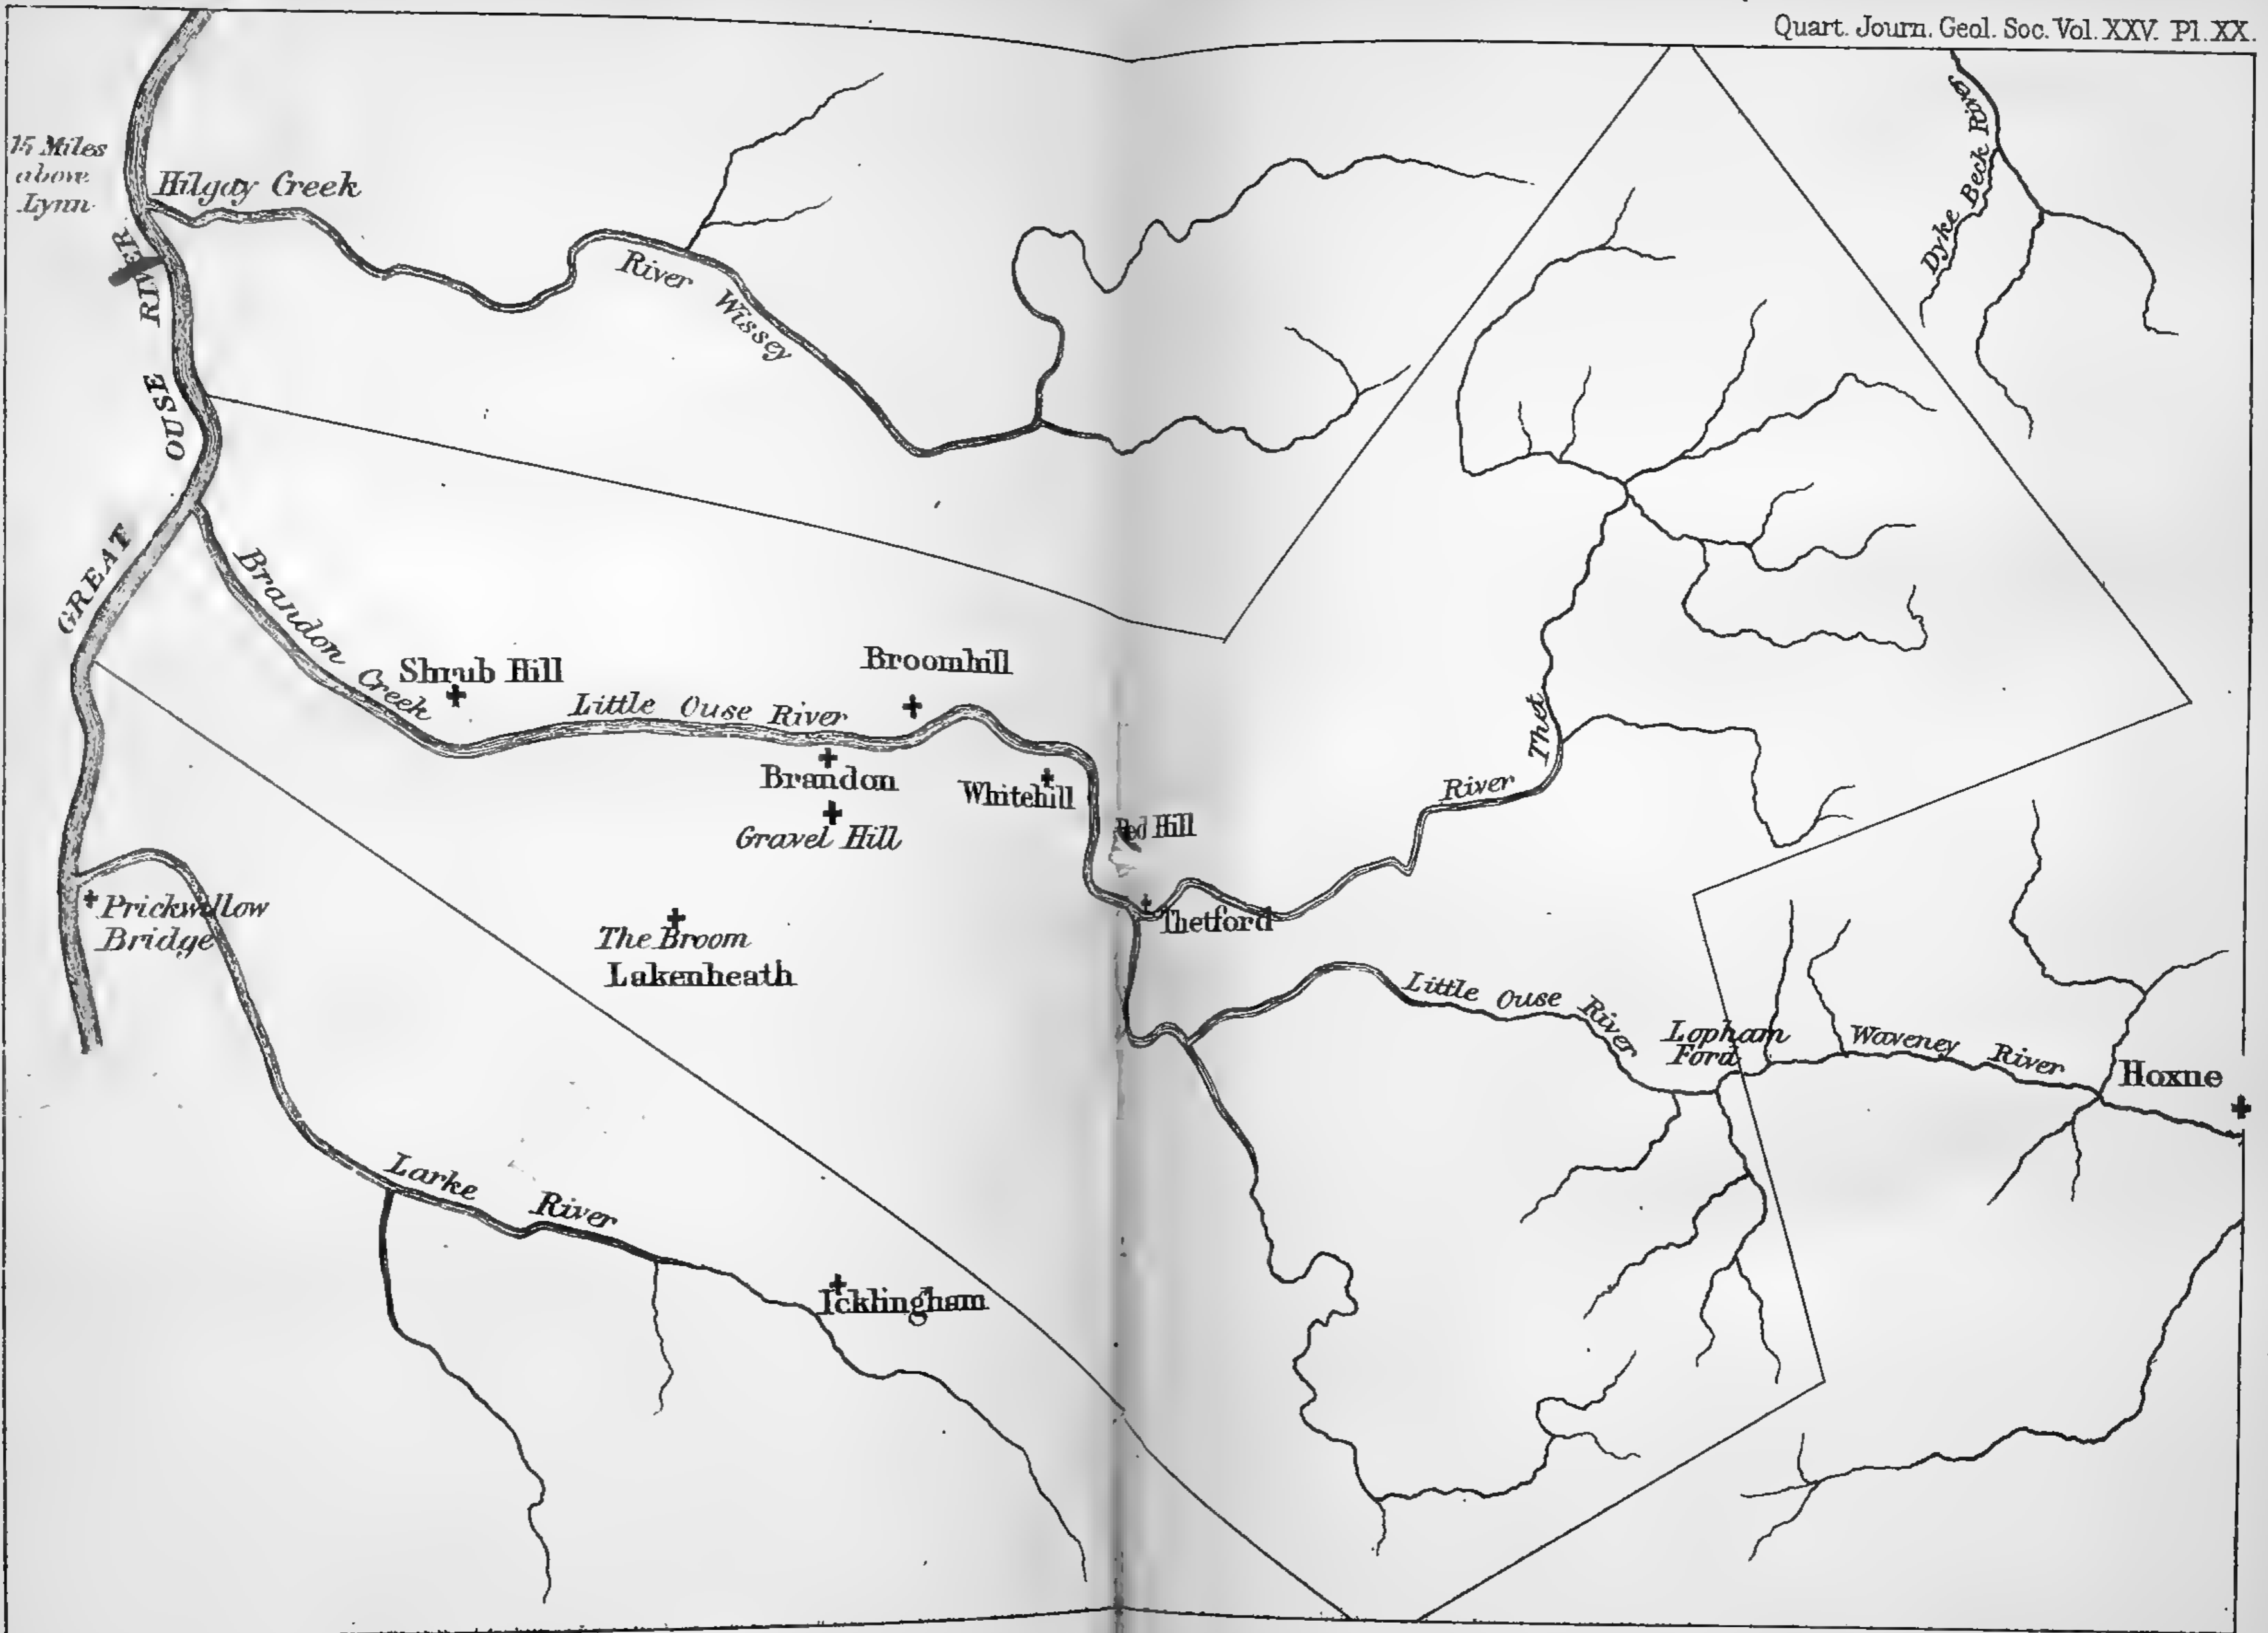 Quart. Journ. Geol. Soc. Vol. XXV. Pl. XX.
15 Miles
above
Lynn
Hilgay Creek
River Wissey
Dyke Beck River
GREAT OUSE RIVER
Brandon Creek
Shrub Hill
Little Ouse River
Broomhill
Brandon
Gravel Hill
Whitehill
Red Hill
River Thet
Thetford
Prickwillow
Bridge
The Broom
Lakenheath
Little Ouse River
Lopham
Ford
Waveney River
Hoxne
Larke River
Icklingham